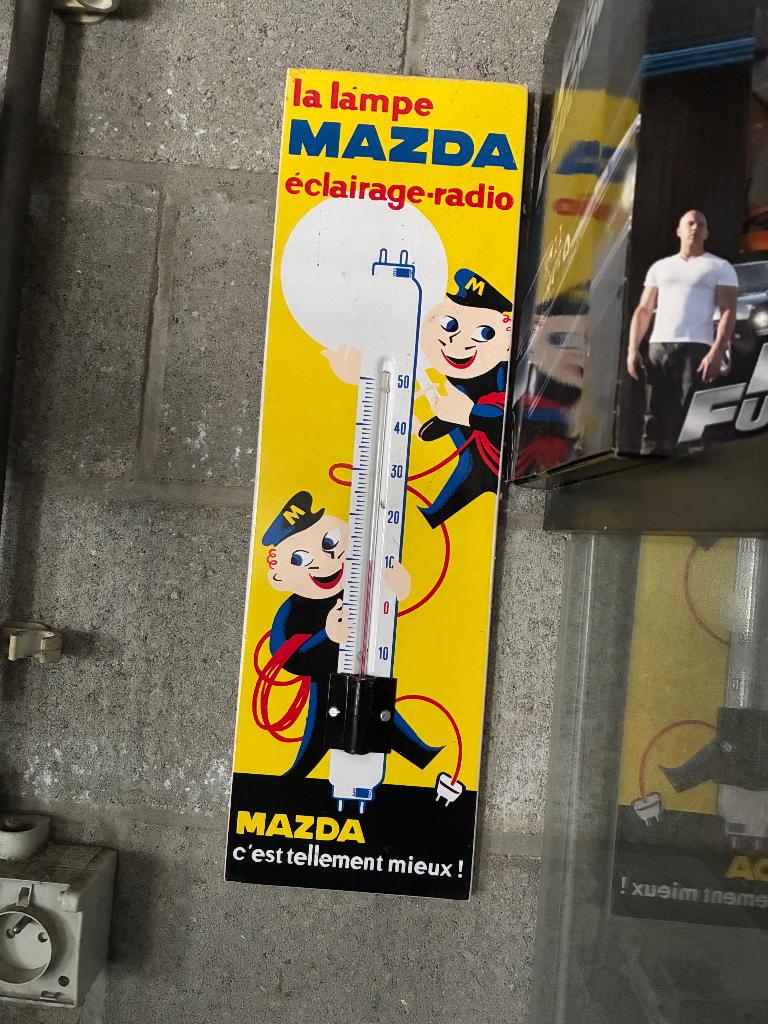 la lampe
MAZDA
éclairage-radio
M
50
40
30
20
M
10
0
10
MAZDA
c'est tellement mieux !